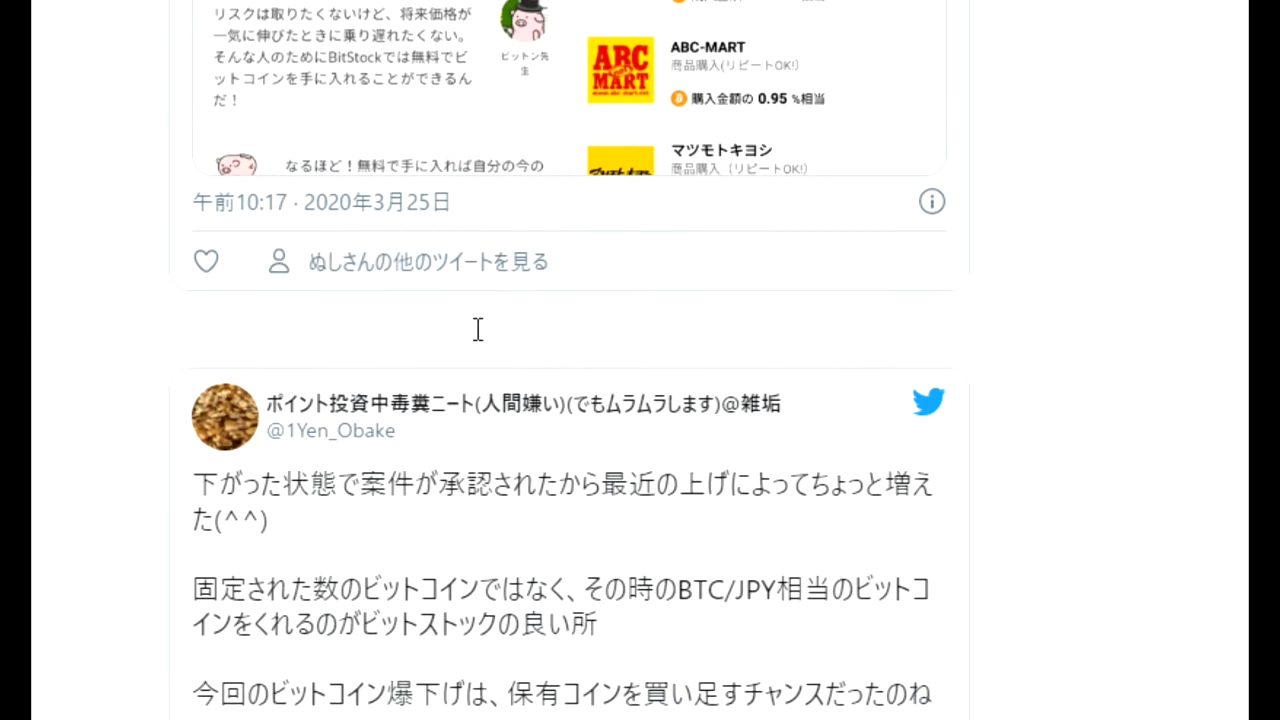 リスクは取りたくないけど、将来価格が
一気に伸びたときに乗り遅れたくない。
そんな人のためにBitStockでは無料でビ
ットコインを手に入れることができるん
だ！
ビットン先
生
ABC-MART
商品購入(リピートOK!)
ABC
MART
購入金額の 0.95 %相当
なるほど！無料で手に入れば自分の今の
マツモトキヨシ
商品購入（リピートOK!）
午前10:17 · 2020年3月25日
ぬしさんの他のツイートを見る
ポイント投資中毒糞ニート(人間嫌い)(でもムラムラします)@雑垢
@1Yen_Obake
下がった状態で案件が承認されたから最近の上げによってちょっと増え
た(^ ^)
固定された数のビットコインではなく、その時のBTC/JPY相当のビットコ
インをくれるのがビットストックの良い所
今回のビットコイン爆下げは、保有コインを買い足すチャンスだったのね